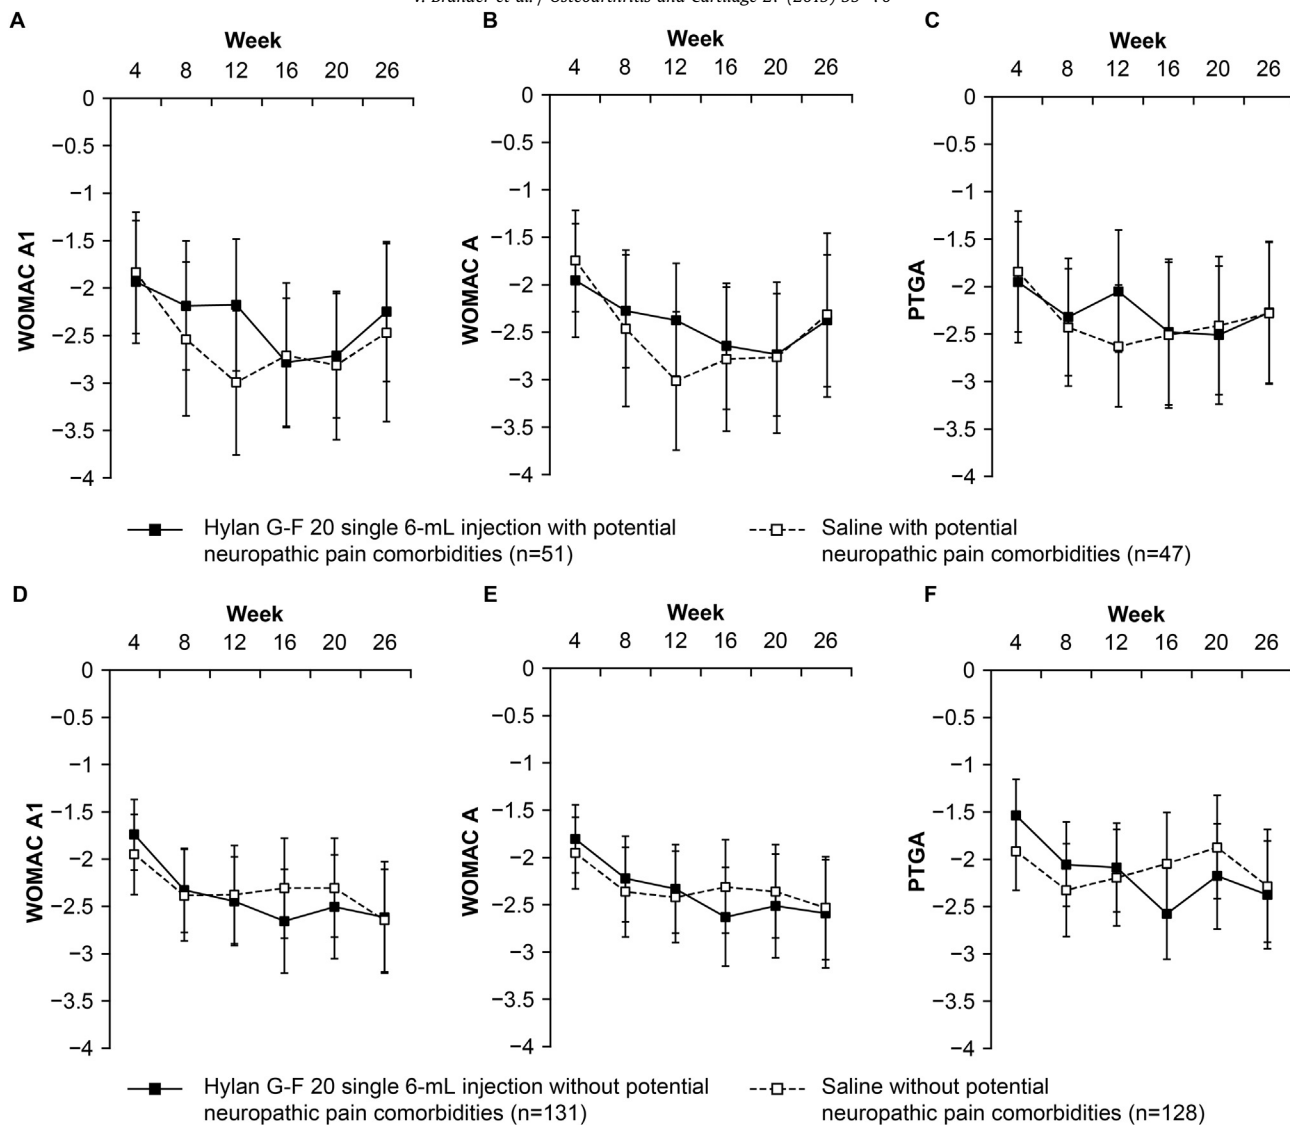 V. Brander et al. / Osteoarthritis and Cartilage 27 (2019)
A
B
C
Week
Week
Week
4 8 12 16 20 26
4 8 12 16 20 26
4 8 12 16 20 26
0
−0.5
−1
−1.5
−2
−2.5
−3
−3.5
−4
WOMAC A1
0
−0.5
−1
−1.5
−2
−2.5
−3
−3.5
−4
WOMAC A
0
−0.5
−1
−1.5
−2
−2.5
−3
−3.5
−4
PTGA
Hylan G-F 20 single 6-mL injection with potential
neuropathic pain comorbidities (n=51)
Saline with potential
neuropathic pain comorbidities (n=47)
D
E
F
Week
Week
Week
4 8 12 16 20 26
4 8 12 16 20 26
4 8 12 16 20 26
0
−0.5
−1
−1.5
−2
−2.5
−3
−3.5
−4
WOMAC A1
0
−0.5
−1
−1.5
−2
−2.5
−3
−3.5
−4
WOMAC A
0
−0.5
−1
−1.5
−2
−2.5
−3
−3.5
−4
PTGA
Hylan G-F 20 single 6-mL injection without potential
neuropathic pain comorbidities (n=131)
Saline without potential
neuropathic pain comorbidities (n=128)